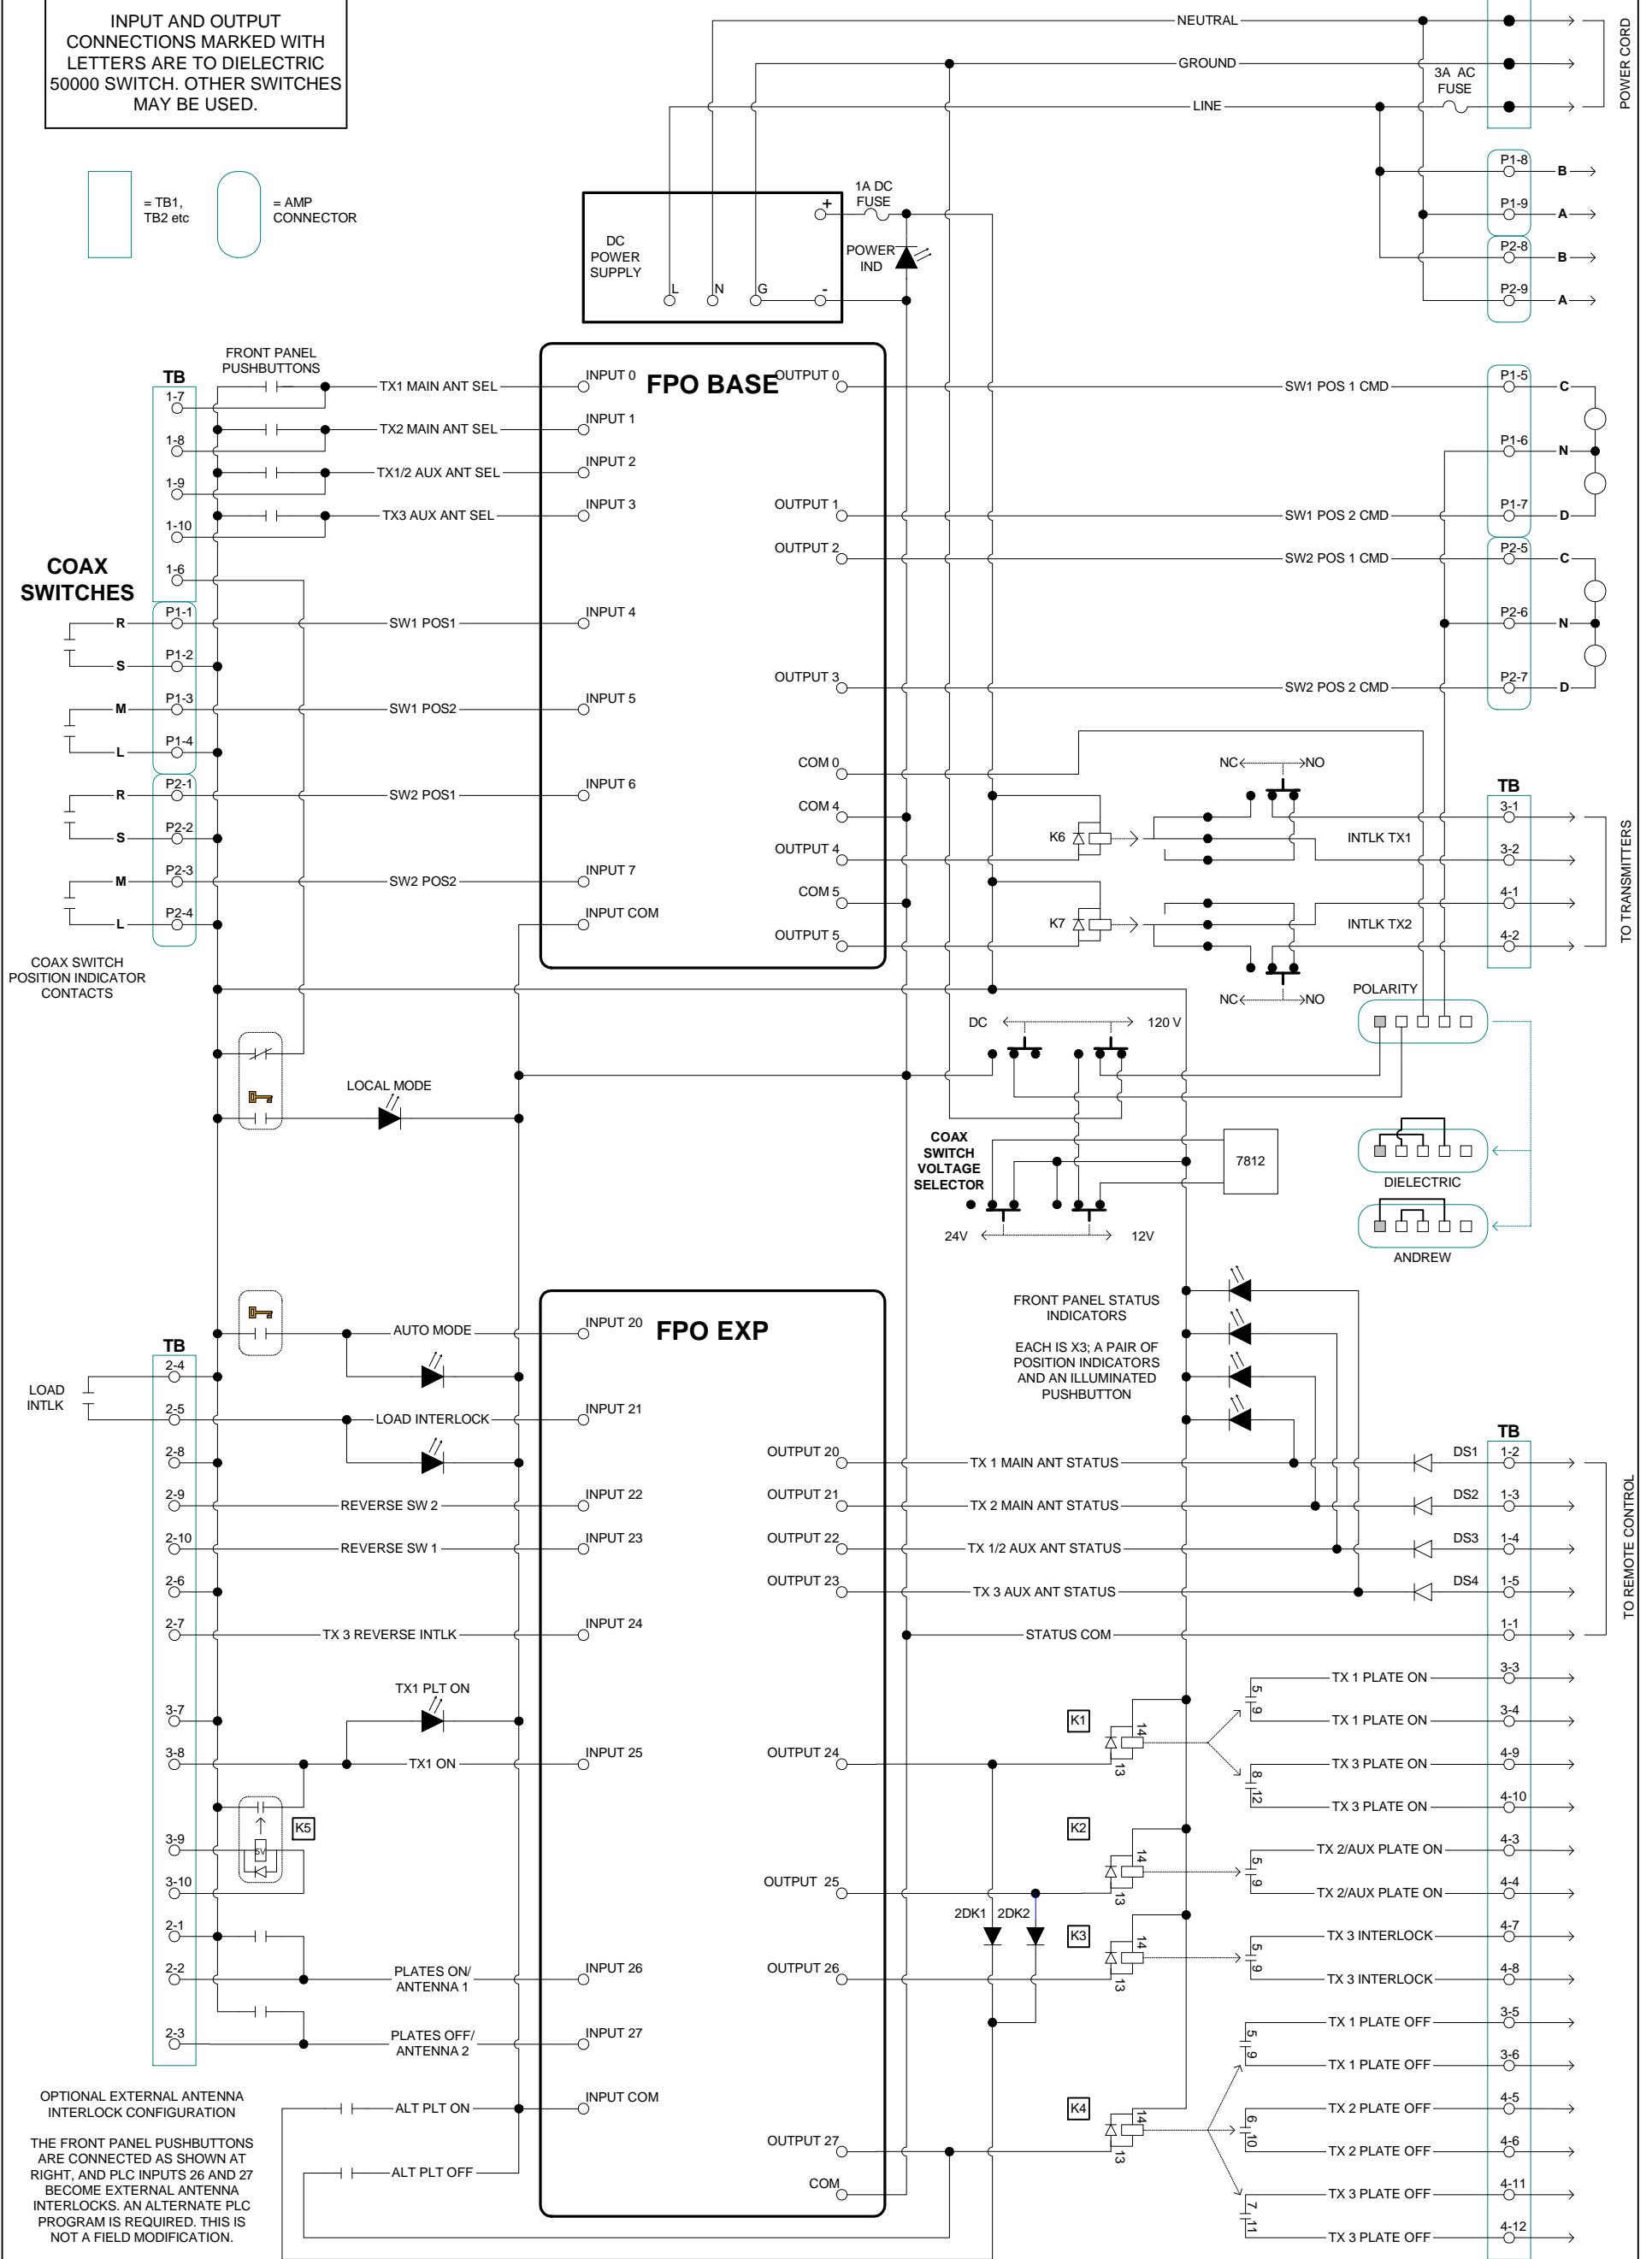 INPUT AND OUTPUT
CONNECTIONS MARKED WITH
LETTERS ARE TO DIELECTRIC
50000 SWITCH. OTHER SWITCHES
MAY BE USED.
= TB1,
TB2 etc
= AMP
CONNECTOR
NEUTRAL
GROUND
LINE
3A AC
FUSE
POWER CORD
P1-8
B
P1-9
A
P2-8
B
P2-9
A
DC
POWER
SUPPLY
L
N
G
+
-
1A DC
FUSE
POWER
IND
FRONT PANEL
PUSHBUTTONS
TB
1-7
1-8
1-9
1-10
1-6
TX1 MAIN ANT SEL
TX2 MAIN ANT SEL
TX1/2 AUX ANT SEL
TX3 AUX ANT SEL
COAX
SWITCHES
R
P1-1
S
P1-2
M
P1-3
L
P1-4
R
P2-1
S
P2-2
M
P2-3
L
P2-4
SW1 POS1
SW1 POS2
SW2 POS1
SW2 POS2
COAX SWITCH
POSITION INDICATOR
CONTACTS
FPO BASE
INPUT 0
INPUT 1
INPUT 2
INPUT 3
INPUT 4
INPUT 5
INPUT 6
INPUT 7
INPUT COM
OUTPUT 0
OUTPUT 1
OUTPUT 2
OUTPUT 3
COM 0
COM 4
OUTPUT 4
COM 5
OUTPUT 5
SW1 POS 1 CMD
SW1 POS 2 CMD
SW2 POS 1 CMD
SW2 POS 2 CMD
P1-5
C
P1-6
N
P1-7
D
P2-5
C
P2-6
N
P2-7
D
K6
NC
NO
INTLK TX1
K7
INTLK TX2
NC
NO
TB
3-1
3-2
4-1
4-2
TO TRANSMITTERS
POLARITY
DIELECTRIC
ANDREW
DC
120 V
COAX
SWITCH
VOLTAGE
SELECTOR
7812
24V
12V
LOCAL MODE
FRONT PANEL STATUS
INDICATORS
EACH IS X3; A PAIR OF
POSITION INDICATORS
AND AN ILLUMINATED
PUSHBUTTON
TB
2-4
2-5
2-8
2-9
2-10
2-6
2-7
3-7
3-8
3-9
3-10
2-1
2-2
2-3
LOAD
INTLK
AUTO MODE
LOAD INTERLOCK
REVERSE SW 2
REVERSE SW 1
TX 3 REVERSE INTLK
TX1 PLT ON
TX1 ON
K5
5V
PLATES ON/
ANTENNA 1
PLATES OFF/
ANTENNA 2
ALT PLT ON
ALT PLT OFF
FPO EXP
INPUT 20
INPUT 21
INPUT 22
INPUT 23
INPUT 24
INPUT 25
INPUT 26
INPUT 27
INPUT COM
OUTPUT 20
OUTPUT 21
OUTPUT 22
OUTPUT 23
OUTPUT 24
OUTPUT 25
OUTPUT 26
OUTPUT 27
COM
TX 1 MAIN ANT STATUS
TX 2 MAIN ANT STATUS
TX 1/2 AUX ANT STATUS
TX 3 AUX ANT STATUS
STATUS COM
DS1
DS2
DS3
DS4
TB
1-2
1-3
1-4
1-5
1-1
TO REMOTE CONTROL
2DK1
2DK2
K1
14
13
5
9
8
12
K2
14
13
5
9
K3
14
13
5
9
K4
14
13
5
9
6
10
7
11
TX 1 PLATE ON
3-3
TX 1 PLATE ON
3-4
TX 3 PLATE ON
4-9
TX 3 PLATE ON
4-10
TX 2/AUX PLATE ON
4-3
TX 2/AUX PLATE ON
4-4
TX 3 INTERLOCK
4-7
TX 3 INTERLOCK
4-8
TX 1 PLATE OFF
3-5
TX 1 PLATE OFF
3-6
TX 2 PLATE OFF
4-5
TX 2 PLATE OFF
4-6
TX 3 PLATE OFF
4-11
TX 3 PLATE OFF
4-12
OPTIONAL EXTERNAL ANTENNA
INTERLOCK CONFIGURATION
THE FRONT PANEL PUSHBUTTONS
ARE CONNECTED AS SHOWN AT
RIGHT, AND PLC INPUTS 26 AND 27
BECOME EXTERNAL ANTENNA
INTERLOCKS. AN ALTERNATE PLC
PROGRAM IS REQUIRED. THIS IS
NOT A FIELD MODIFICATION.